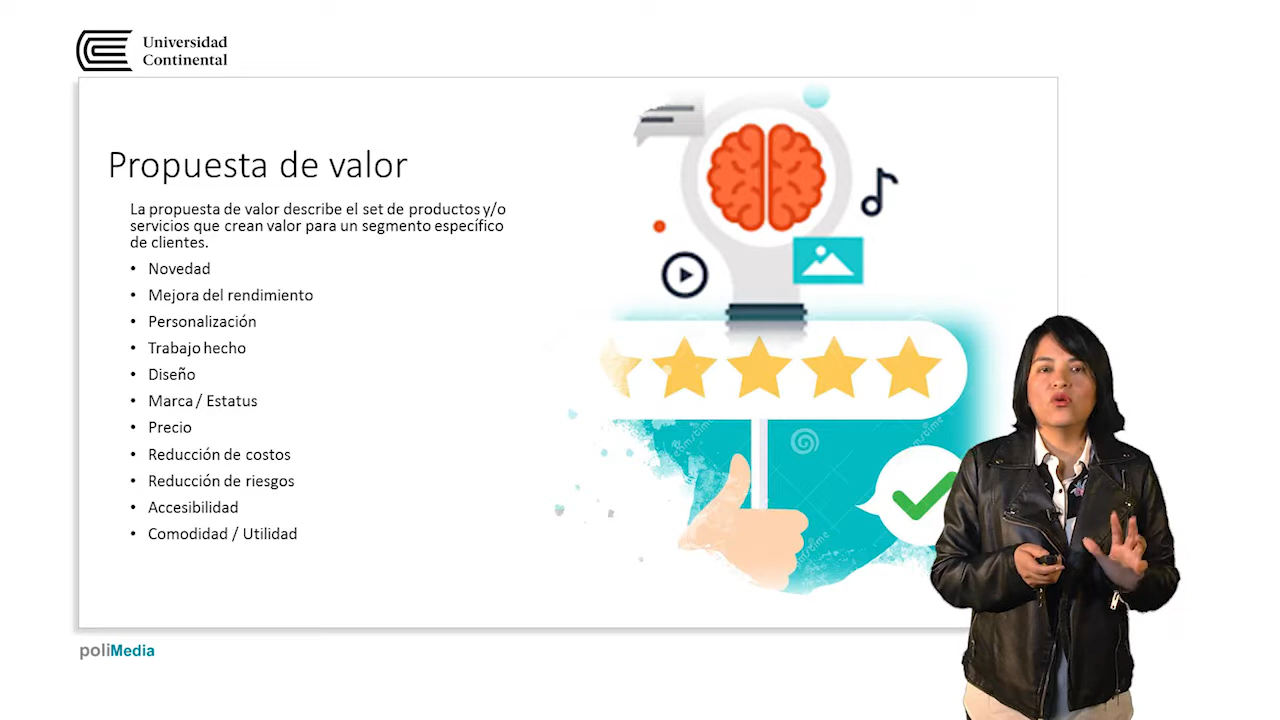 Universidad
Continental
Propuesta de valor
La propuesta de valor describe el set de productos y/o
servicios que crean valor para un segmento específico
de clientes.
• Novedad
• Mejora del rendimiento
• Personalización
• Trabajo hecho
• Diseño
• Marca / Estatus
• Precio
• Reducción de costos
• Reducción de riesgos
• Accesibilidad
• Comodidad / Utilidad
poliMedia